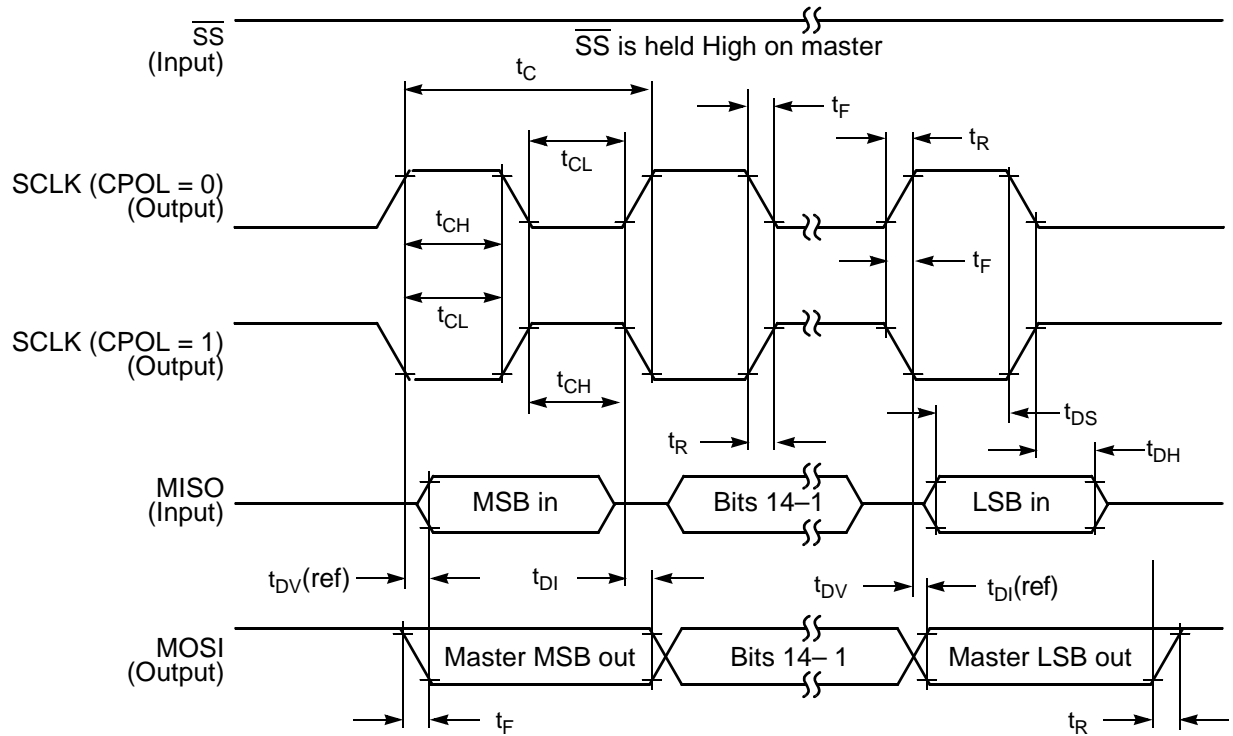 SS
(Input)
SS is held High on master
tC
tF
tR
tCL
SCLK (CPOL = 0)
(Output)
tCH
tF
tCL
SCLK (CPOL = 1)
(Output)
tCH
tDS
tR
tDH
MISO
(Input)
MSB in
Bits 14–1
LSB in
tDV(ref)
tDI
tDV
tDI(ref)
MOSI
(Output)
Master MSB out
Bits 14– 1
Master LSB out
tF
tR